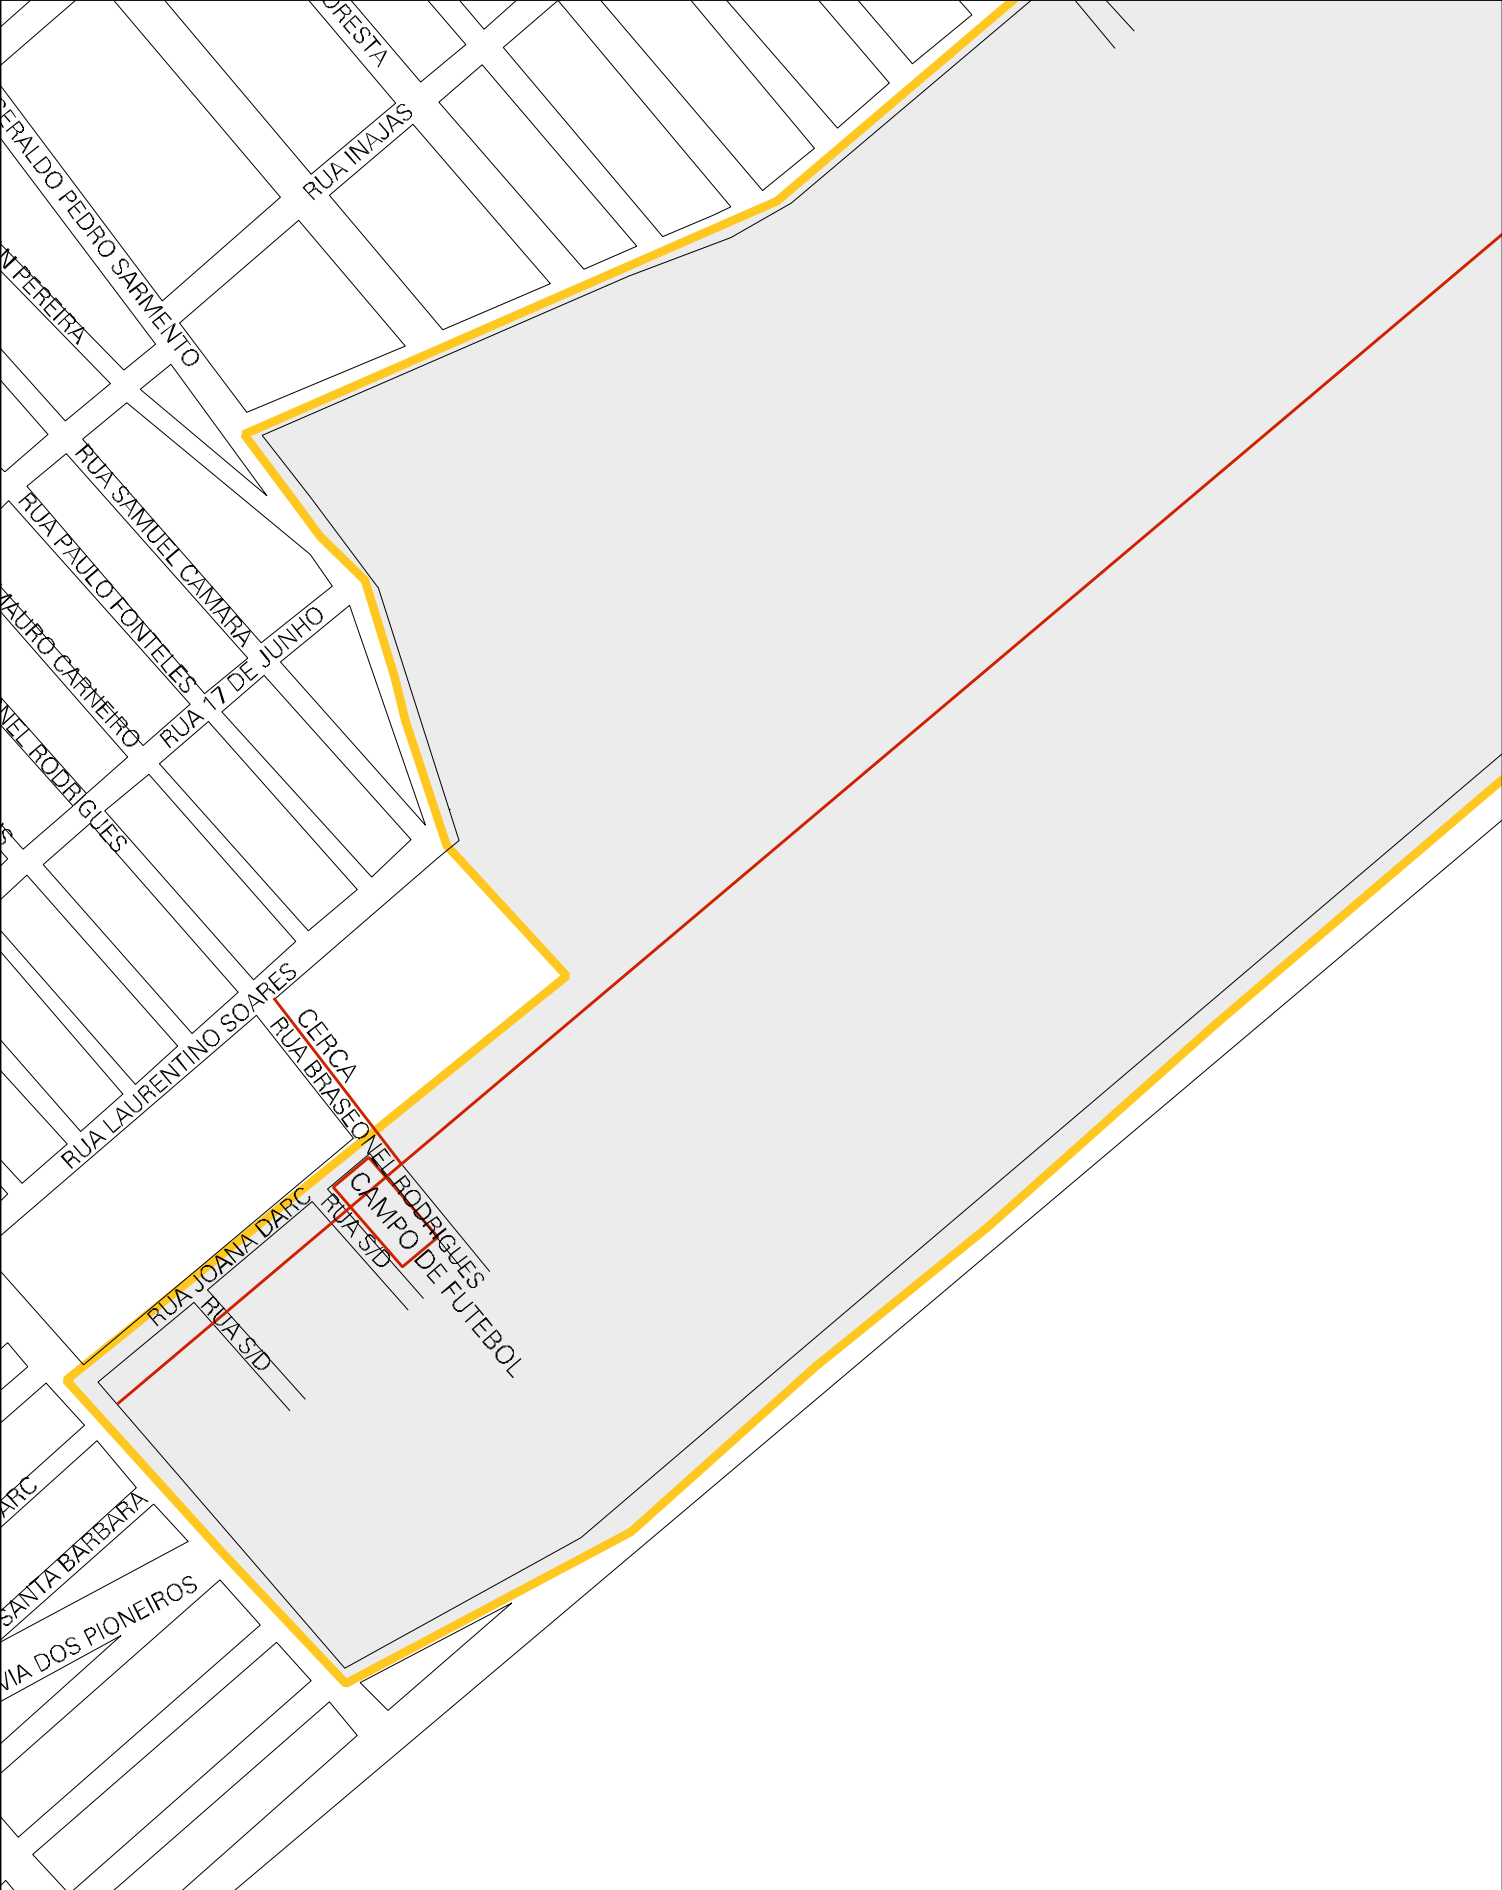 ORESTA
RUA INAJAS
GERALDO PEDRO SARMENTO
N PEREIRA
RUA SAMUEL CAMARA
RUA PAULO FONTELES
MAURO CARNEIRO
RUA 17 DE JUNHO
NEL RODRIGUES
RUA LAURENTINO SOARES
CERCA
RUA BRASEONEL RODRIGUES
CAMPO DE FUTEBOL
RUA S/D
RUA JOANA DARC
RUA S/D
ARC
SANTA BARBARA
VIA DOS PIONEIROS